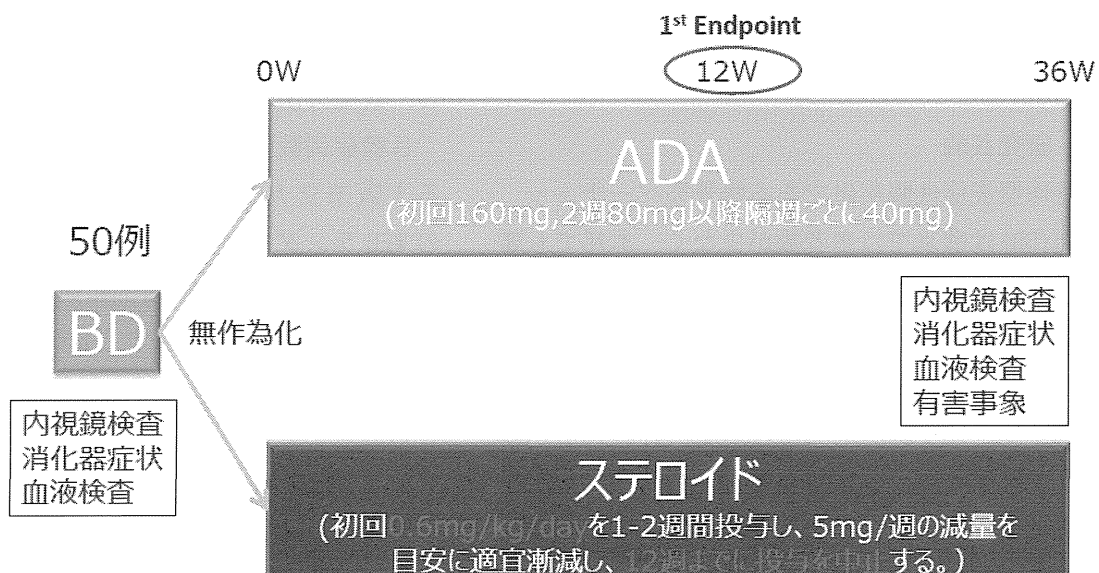 1st Endpoint
0W
12W
36W
ADA
(初回160mg,2週80mg以降隔週ごとに40mg)
50例
BD
無作為化
内視鏡検査
消化器症状
血液検査
内視鏡検査
消化器症状
血液検査
有害事象
ステロイド
(初回0.6mg/kg/dayを1-2週間投与し、5mg/週の減量を
目安に適宜漸減し、12週までに投与を中止する。)